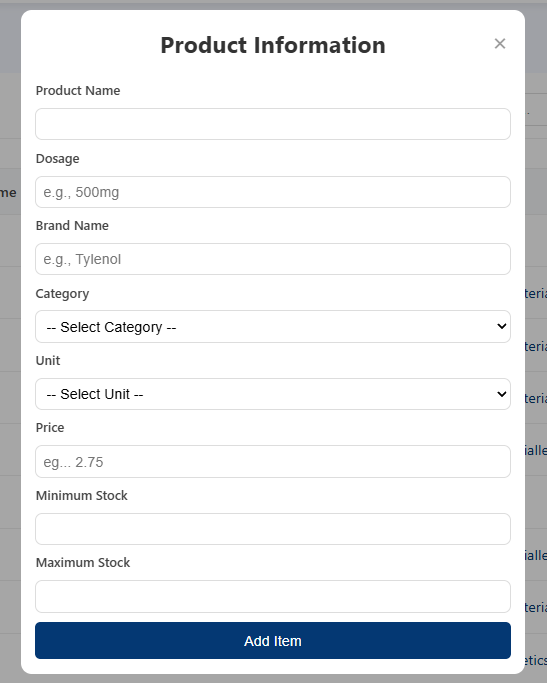 Product Information
×
Product Name
Dosage
e.g., 500mg
Brand Name
e.g., Tylenol
Category
-- Select Category --
Unit
-- Select Unit --
Price
eg... 2.75
Minimum Stock
Maximum Stock
Add Item